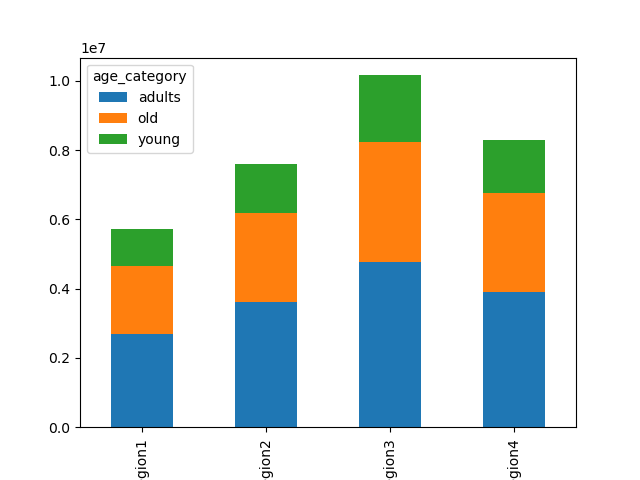 1e7
age_category
adults
old
young
1.0
0.8
0.6
0.4
0.2
0.0
gion1
gion2
gion3
gion4